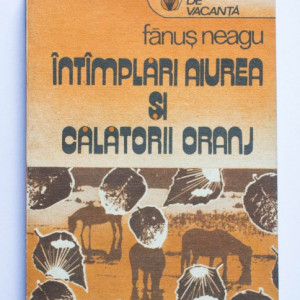 DE
VACANȚĂ
fănuș neagu
ÎNTÎMPLĂRI AIUREA
ȘI
CĂLĂTORII ORANJ